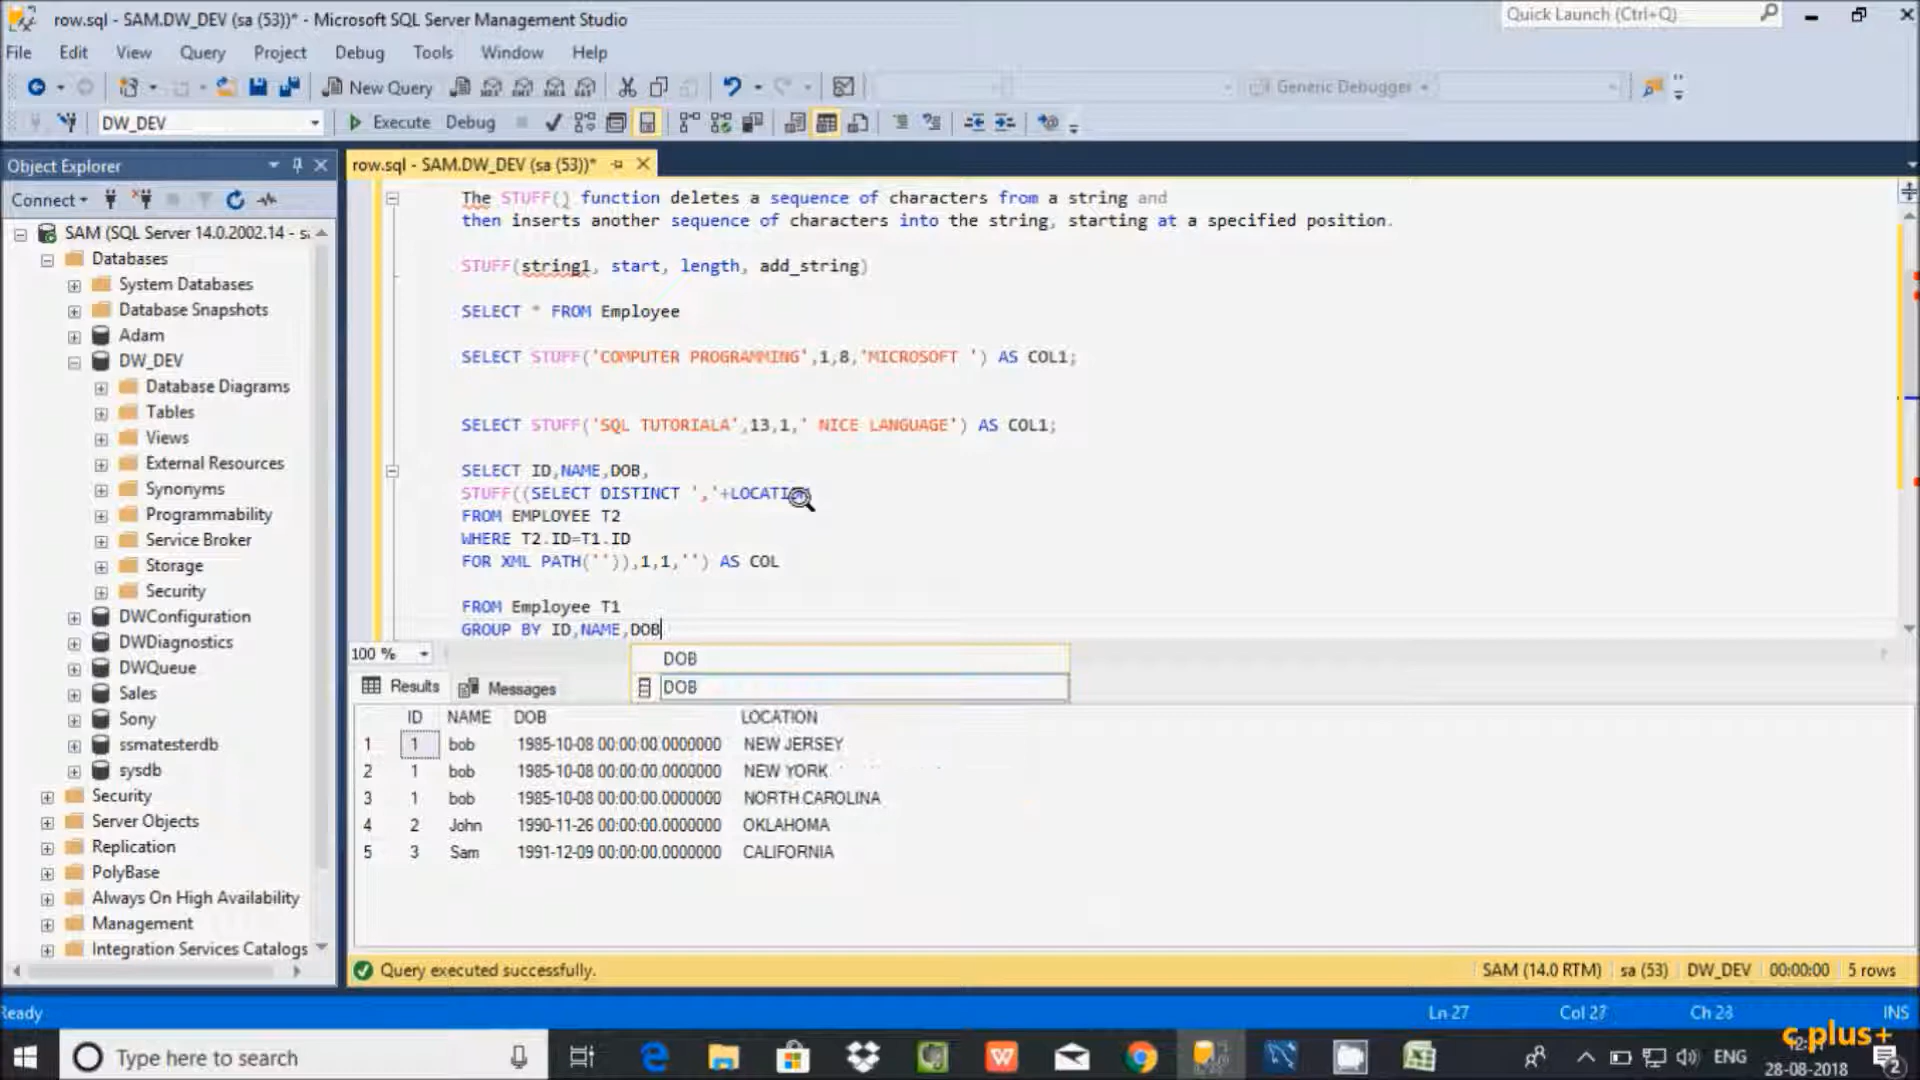 row.sql - SAM.DW_DEV (sa (53))* - Microsoft SQL Server Management Studio
Quick Launch (Ctrl+Q)
File Edit View Query Project Debug Tools Window Help
New Query
Generic Debugger
DW_DEV
Execute Debug
Object Explorer
row.sql - SAM.DW_DEV (sa (53))*
Connect
SAM (SQL Server 14.0.2002.14 - s
Databases
System Databases
Database Snapshots
Adam
DW_DEV
Database Diagrams
Tables
Views
External Resources
Synonyms
Programmability
Service Broker
Storage
Security
DWConfiguration
DWDiagnostics
DWQueue
Sales
Sony
ssmatesterdb
sysdb
Security
Server Objects
Replication
PolyBase
Always On High Availability
Management
Integration Services Catalogs
The STUFF() function deletes a sequence of characters from a string and
then inserts another sequence of characters into the string, starting at a specified position.
STUFF(string1, start, length, add_string)
SELECT * FROM Employee
SELECT STUFF('COMPUTER PROGRAMMING',1,8,'MICROSOFT ') AS COL1;
SELECT STUFF('SQL TUTORIALA',13,1,' NICE LANGUAGE') AS COL1;
SELECT ID,NAME,DOB,
STUFF((SELECT DISTINCT ','+LOCATION
FROM EMPLOYEE T2
WHERE T2.ID=T1.ID
FOR XML PATH('')),1,1,'') AS COL
FROM Employee T1
GROUP BY ID,NAME,DOB
100 %
DOB
DOB
Results Messages
ID NAME DOB LOCATION
1 1 bob 1985-10-08 00:00:00.0000000 NEW JERSEY
2 1 bob 1985-10-08 00:00:00.0000000 NEW YORK
3 1 bob 1985-10-08 00:00:00.0000000 NORTH CAROLINA
4 2 John 1990-11-26 00:00:00.0000000 OKLAHOMA
5 3 Sam 1991-12-09 00:00:00.0000000 CALIFORNIA
Query executed successfully.
SAM (14.0 RTM) sa (53) DW_DEV 00:00:00 5 rows
Ready
Ln 27 Col 27 Ch 23 INS
Type here to search
c plus+
ENG
28-08-2018
2